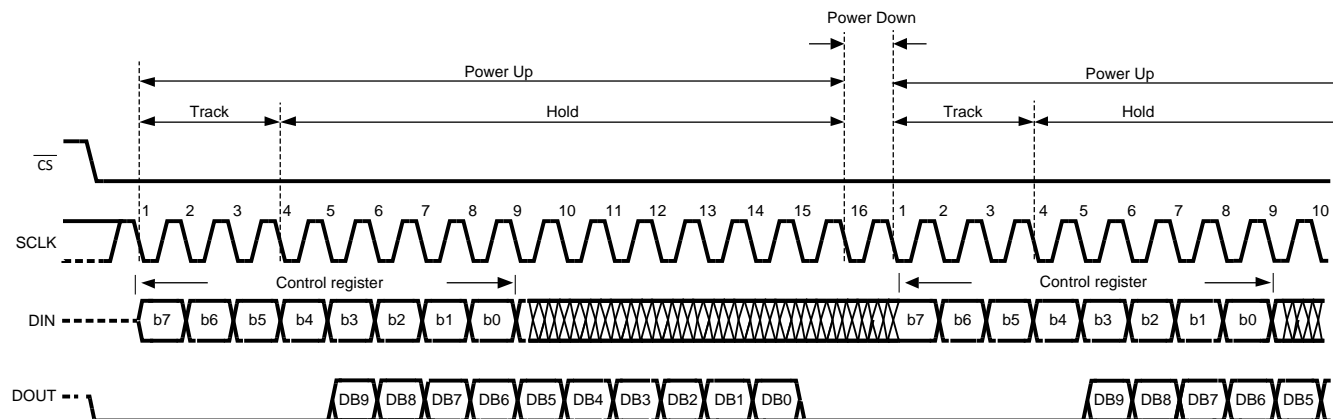 Power Down
Power Up Power Up
Track Hold Track Hold
CS
1 2 3 4 5 6 7 8 9 10 11 12 13 14 15 16 1 2 3 4 5 6 7 8 9 10
SCLK
Control register Control register
DIN b7 b6 b5 b4 b3 b2 b1 b0 b7 b6 b5 b4 b3 b2 b1 b0
DOUT DB9 DB8 DB7 DB6 DB5 DB4 DB3 DB2 DB1 DB0 DB9 DB8 DB7 DB6 DB5